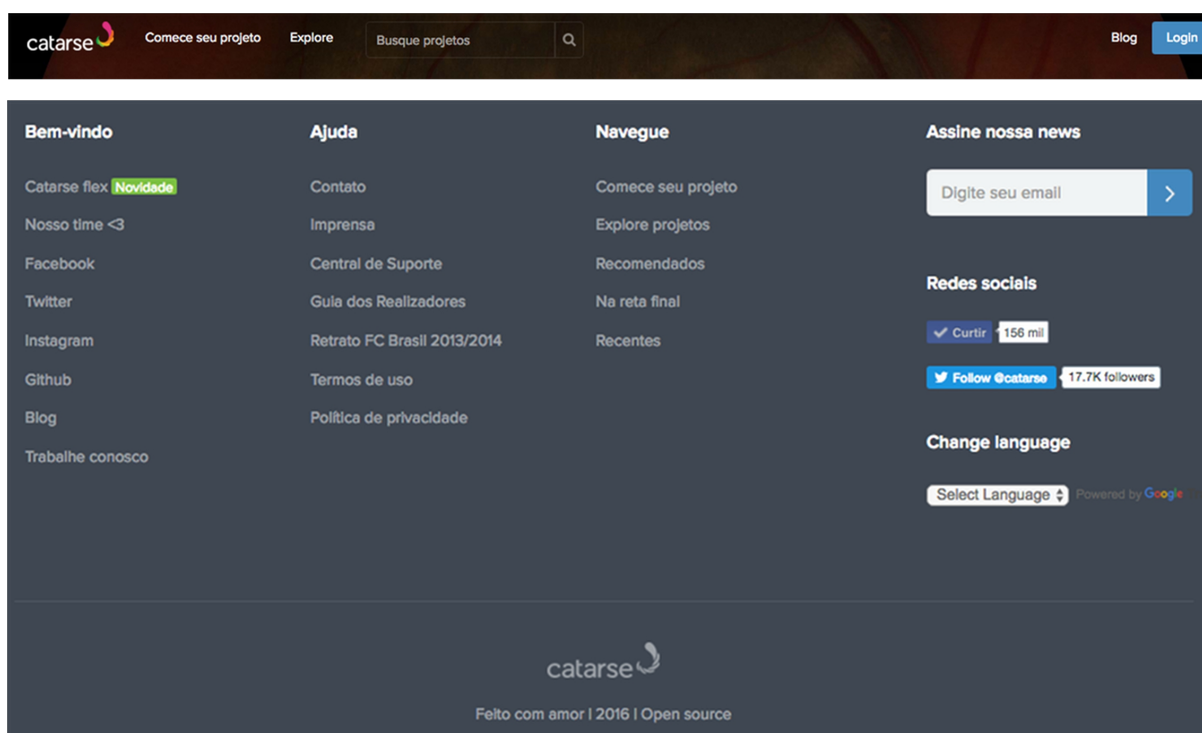 catarse Comece seu projeto Explore Busque projetos Blog Login
Bem-vindo
Catarse flex Novidade
Nosso time <3
Facebook
Twitter
Instagram
Github
Blog
Trabalhe conosco
Ajuda
Contato
Imprensa
Central de Suporte
Guia dos Realizadores
Retrato FC Brasil 2013/2014
Termos de uso
Política de privacidade
Navegue
Comece seu projeto
Explore projetos
Recomendados
Na reta final
Recentes
Assine nossa news
Digite seu email
Redes sociais
Curtir 156 mil
Follow @catarse 17.7K followers
Change language
Select Language Powered by Google
catarse
Feito com amor | 2016 | Open source